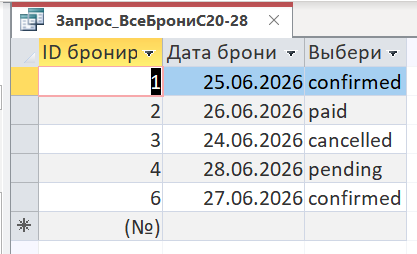 Запрос_ВсеБрониС20-28
ID брониր Дата брони Выбери
1 25.06.2026 confirmed
2 26.06.2026 paid
3 24.06.2026 cancelled
4 28.06.2026 pending
6 27.06.2026 confirmed
(№)